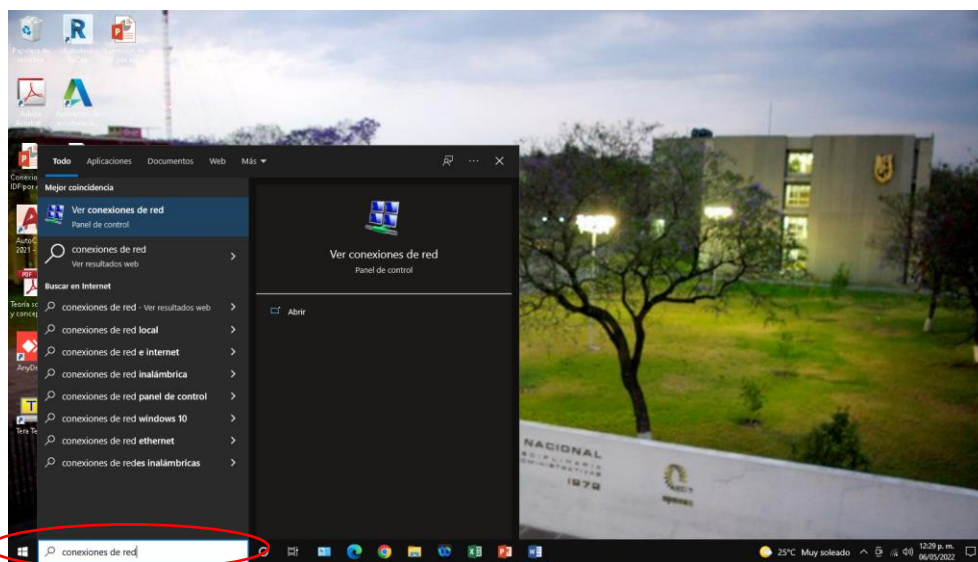 Todo Aplicaciones Documentos Web Más
Mejor coincidencia
Ver conexiones de red
Panel de control
conexiones de red
Ver resultados web
Buscar en Internet
conexiones de red - Ver resultados web
conexiones de red local
conexiones de red e internet
conexiones de red inalámbrica
conexiones de red panel de control
conexiones de red windows 10
conexiones de red ethernet
conexiones de redes inalámbricas
Ver conexiones de red
Panel de control
Abrir
NACIONAL
1972
conexiones de red
25°C Muy soleado
12:29 p. m.
06/05/2022